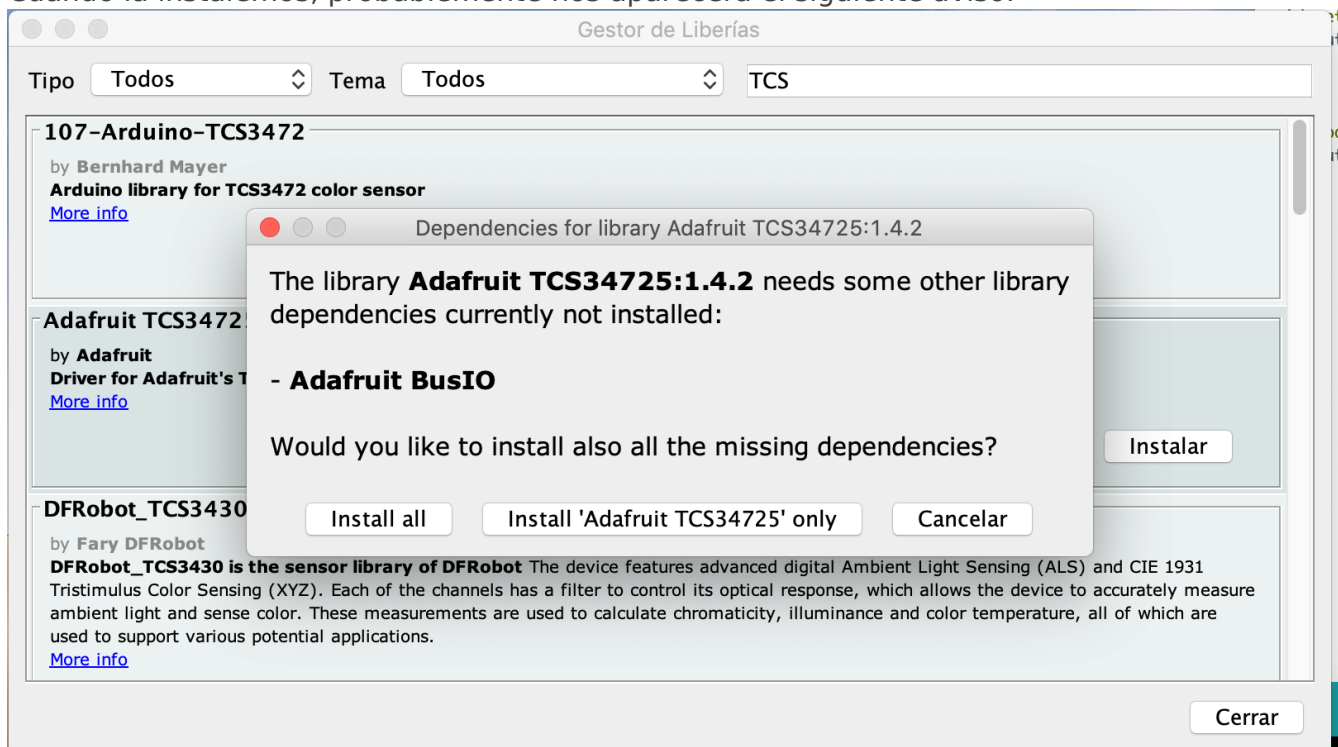 Gestor de Liberías
Tipo Todos Tema Todos TCS
107-Arduino-TCS3472
by Bernhard Mayer
Arduino library for TCS3472 color sensor
More info
Dependencies for library Adafruit TCS34725:1.4.2
The library Adafruit TCS34725:1.4.2 needs some other library
dependencies currently not installed:
- Adafruit BusIO
Would you like to install also all the missing dependencies?
Install all Install 'Adafruit TCS34725' only Cancelar
Adafruit TCS3472
by Adafruit
Driver for Adafruit's T
More info
Instalar
DFRobot_TCS3430
by Fary DFRobot
DFRobot_TCS3430 is the sensor library of DFRobot The device features advanced digital Ambient Light Sensing (ALS) and CIE 1931
Tristimulus Color Sensing (XYZ). Each of the channels has a filter to control its optical response, which allows the device to accurately measure
ambient light and sense color. These measurements are used to calculate chromaticity, illuminance and color temperature, all of which are
used to support various potential applications.
More info
Cerrar